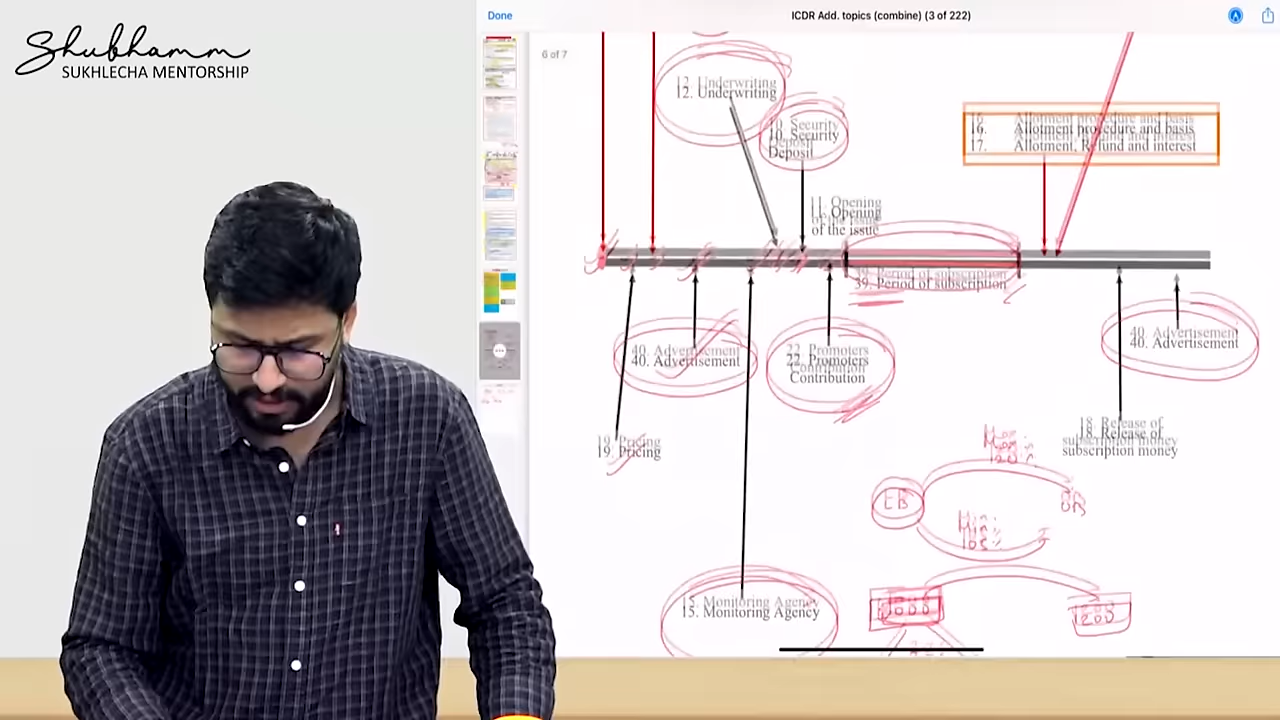 Shubhamm
SUKHLECHA MENTORSHIP
Done
ICDR Add. topics (combine) (3 of 222)
6 of 7
12. Underwriting
10. Security
Deposit
16. Allotment procedure and basis
17. Allotment, Refund and interest
11. Opening
of the issue
39. Period of subscription
40. Advertisement
22. Promoters
Contribution
40. Advertisement
19. Pricing
18. Release of
subscription money
15. Monitoring Agency